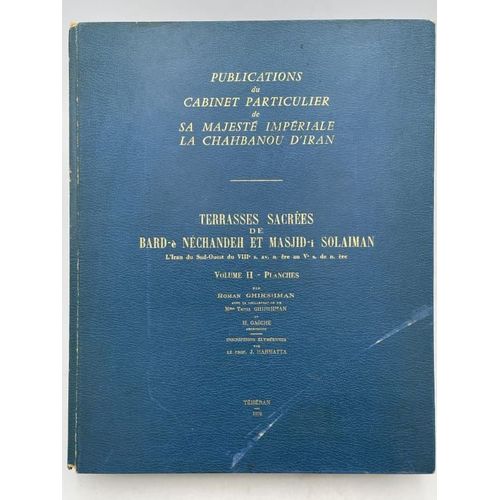 PUBLICATIONS
du
CABINET PARTICULIER
de
SA MAJESTÉ IMPÉRIALE
LA CHAHBANOU D'IRAN
TERRASSES SACRÉES
DE
BARD-è NÉCHANDEH ET MASJID-i SOLAIMAN
L'Iran du Sud-Ouest du VIIIᵉ s. av. n. ère au Vᵉ s. de n. ère
VOLUME II - PLANCHES
PAR
ROMAN GHIRSHMAN
AVEC LA COLLABORATION DE
Mme TANIA GHIRSHMAN
ET
H. GASCHE
ARCHITECTE
INSCRIPTIONS ÉLYMÉENNES
PAR
LE PROF. J. HARMATTA
TÉHÉRAN